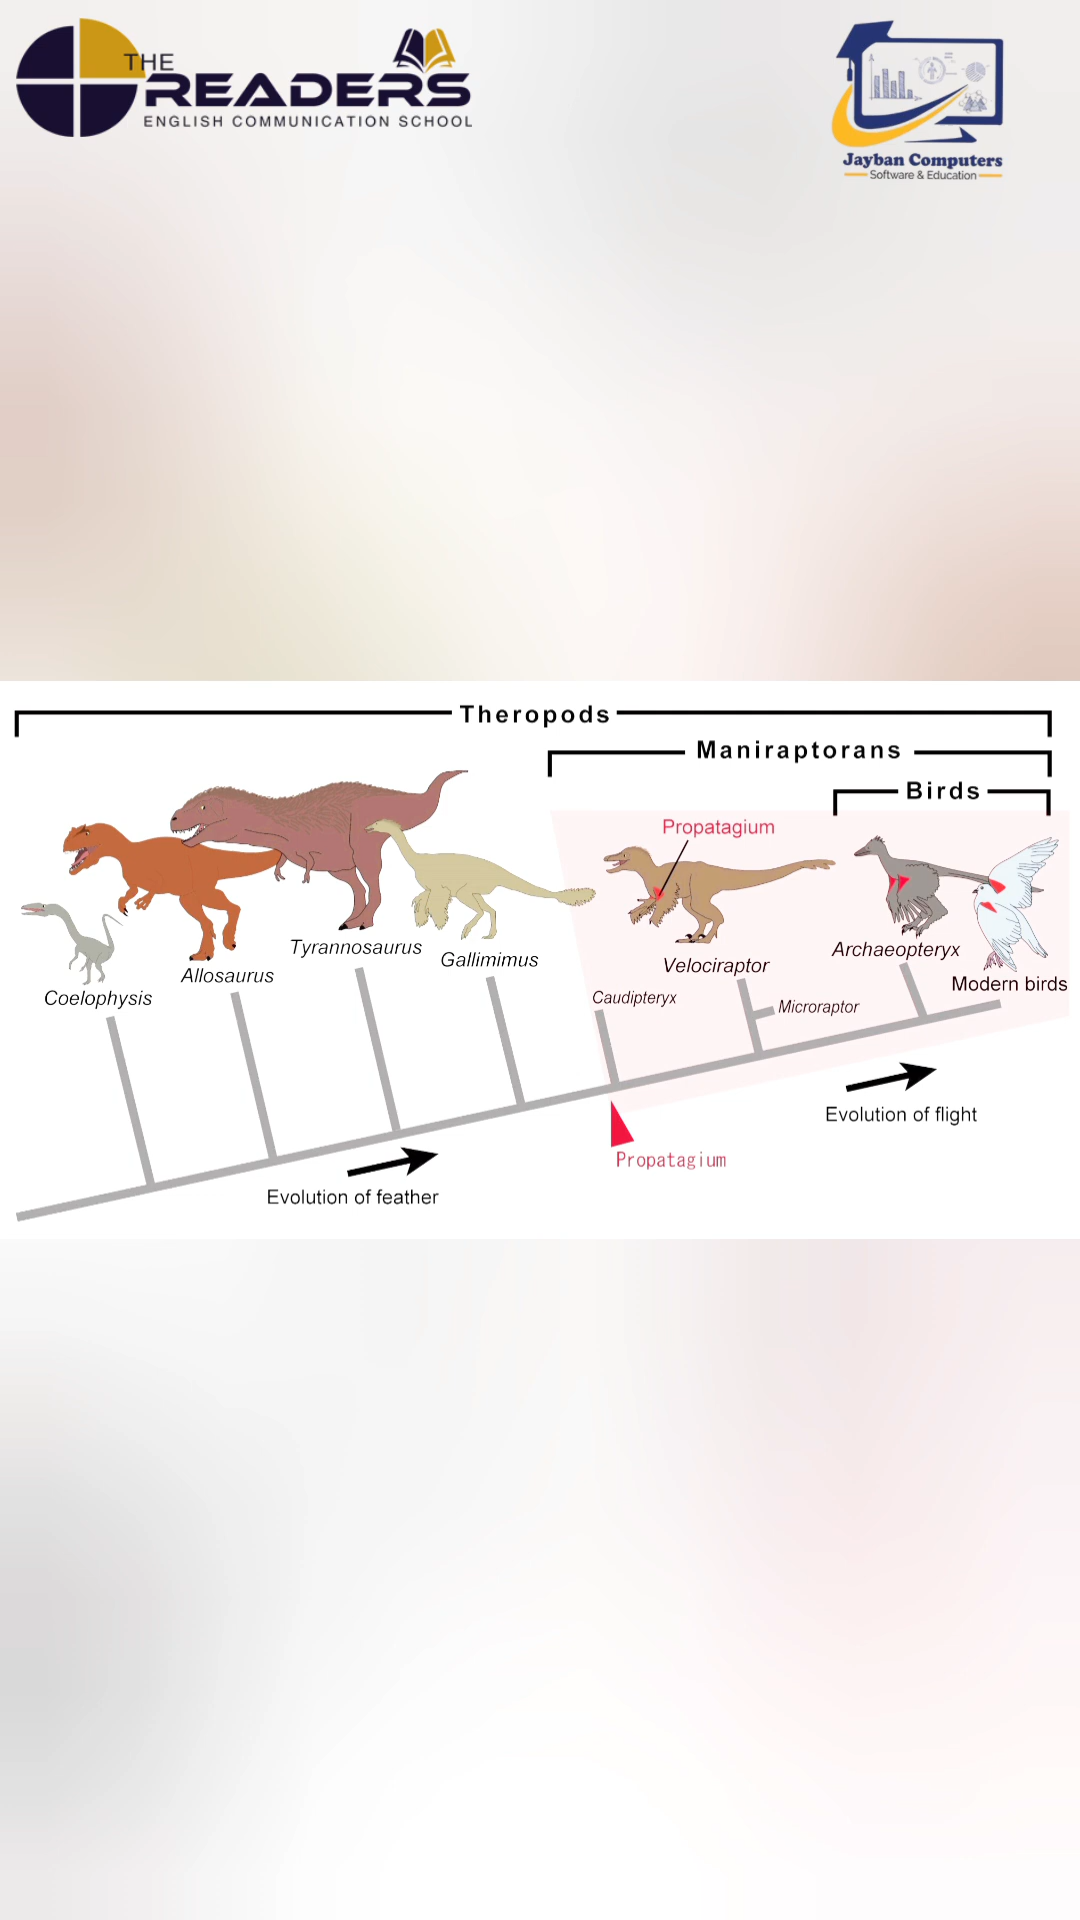 THE
READERS
ENGLISH COMMUNICATION SCHOOL
Jayban Computers
Software & Education
Theropods
Maniraptorans
Birds
Propatagium
Tyrannosaurus
Gallimimus
Velociraptor
Archaeopteryx
Allosaurus
Modern birds
Coelophysis
Caudipteryx
Microraptor
Evolution of flight
Propatagium
Evolution of feather